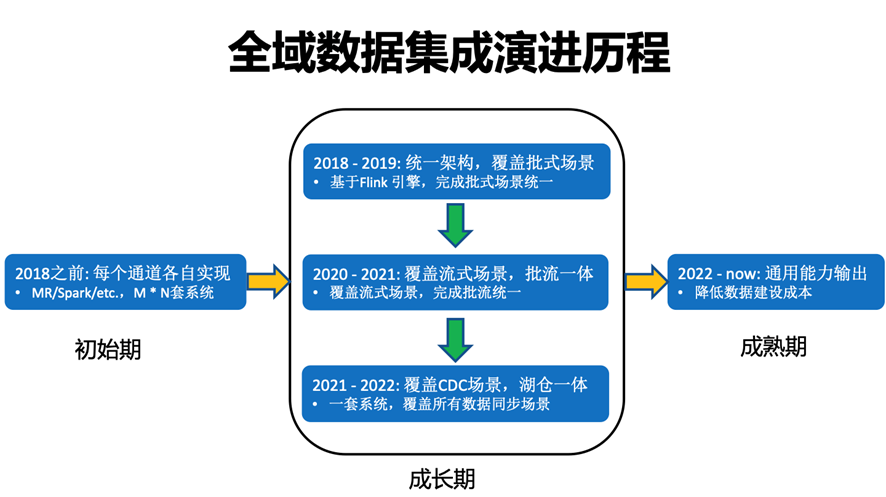 全域数据集成演进历程
2018之前: 每个通道各自实现
• MR/Spark/etc.，M * N套系统
初始期
2018 - 2019: 统一架构，覆盖批式场景
• 基于Flink 引擎，完成批式场景统一
2020 - 2021: 覆盖流式场景，批流一体
• 覆盖流式场景，完成批流统一
2021 - 2022: 覆盖CDC场景，湖仓一体
• 一套系统，覆盖所有数据同步场景
成长期
2022 - now: 通用能力输出
• 降低数据建设成本
成熟期